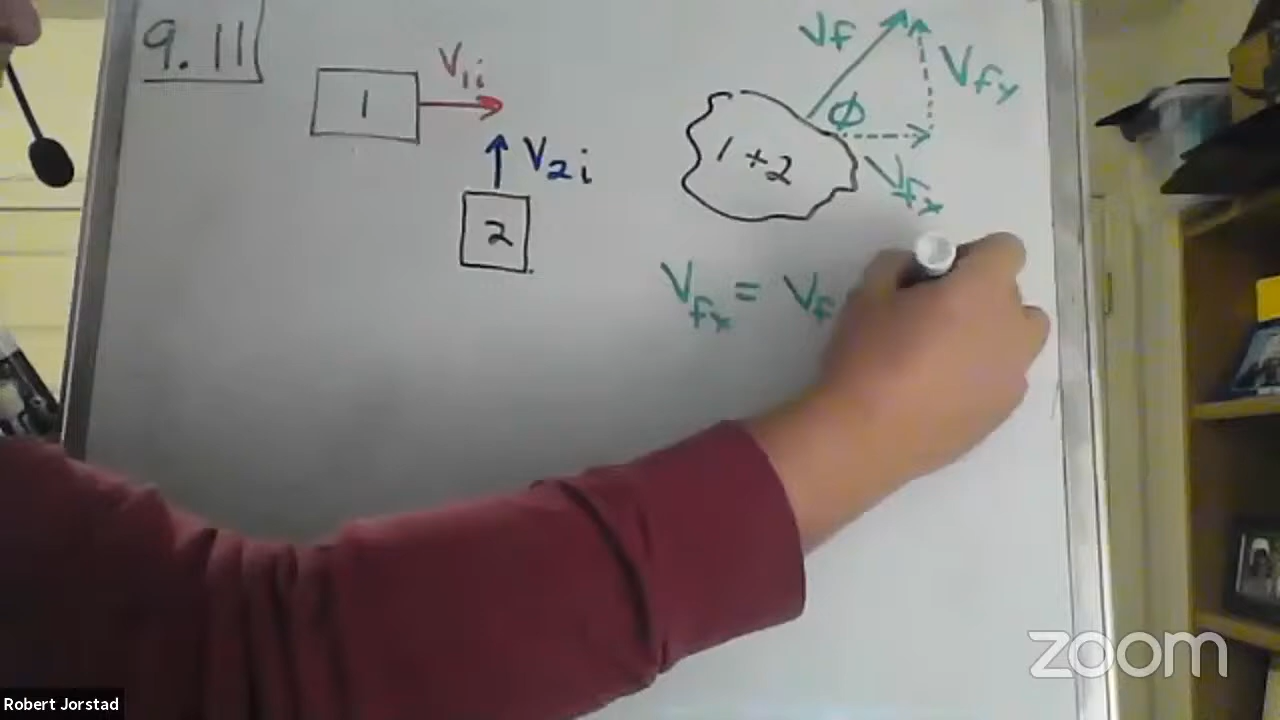 9.11
1
V1i
V2i
2
Vf
Vfy
φ
1+2
Vfx
Vfx = Vf
zoom
Robert Jorstad